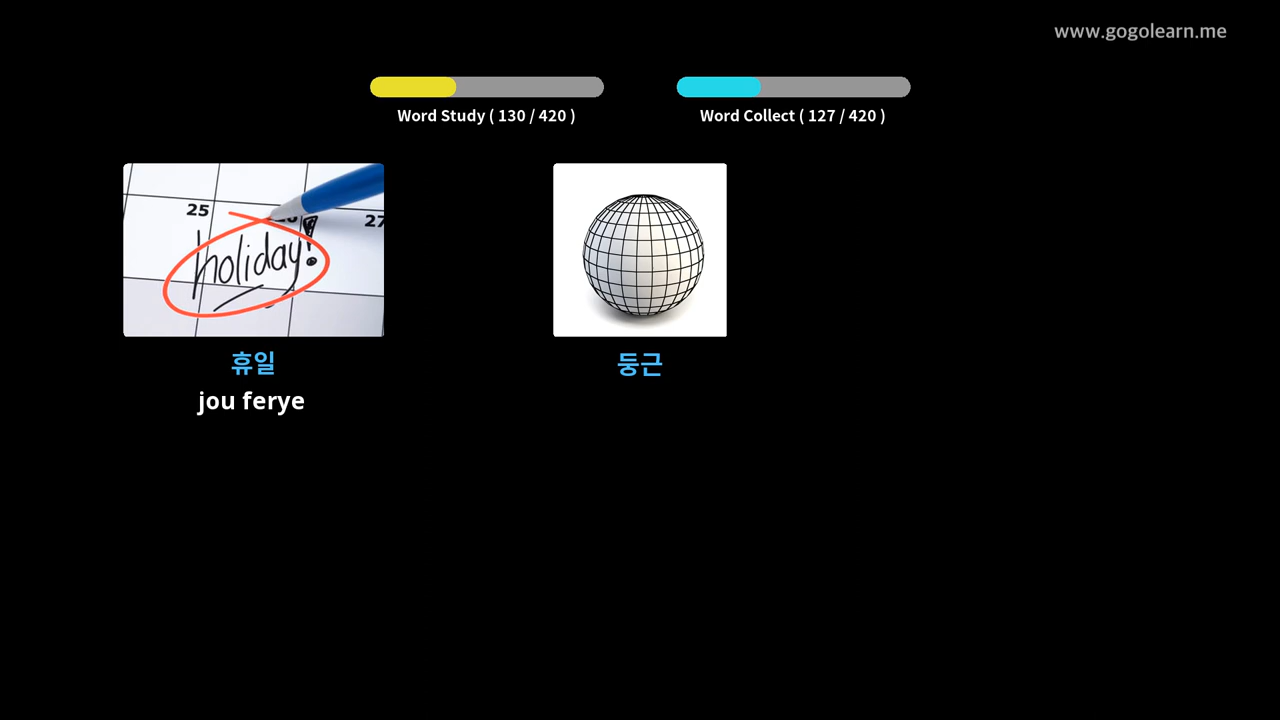 www.gogolearn.me
Word Study ( 130 / 420 )
Word Collect ( 127 / 420 )
25
27
holiday!
휴일
jou ferye
둥근